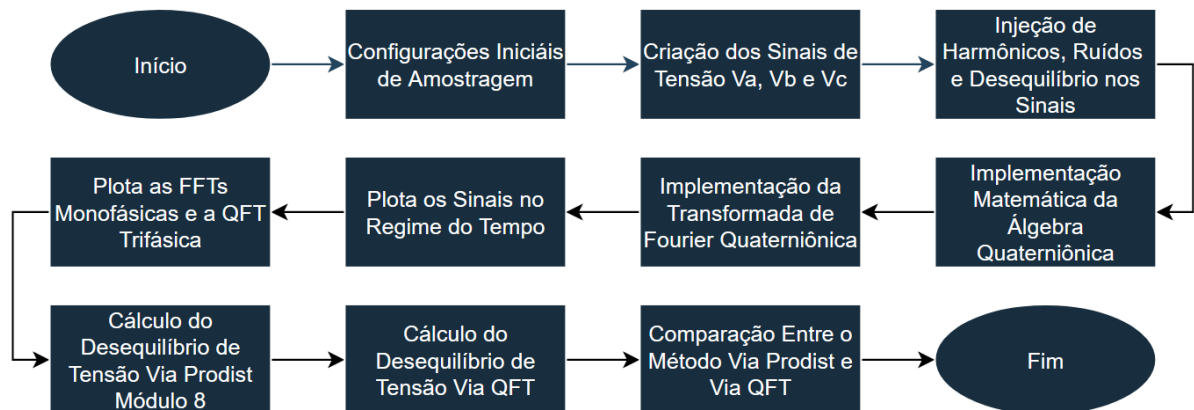 Início
Configurações Iniciáis
de Amostragem
Criação dos Sinais de
Tensão Va, Vb e Vc
Injeção de
Harmônicos, Ruídos
e Desequilíbrio nos
Sinais
Implementação
Matemática da
Álgebra
Quaterniônica
Implementação da
Transformada de
Fourier Quaterniônica
Plota os Sinais no
Regime do Tempo
Plota as FFTs
Monofásicas e a QFT
Trifásica
Cálculo do
Desequilíbrio de
Tensão Via Prodist
Módulo 8
Cálculo do
Desequilíbrio de
Tensão Via QFT
Comparação Entre o
Método Via Prodist e
Via QFT
Fim